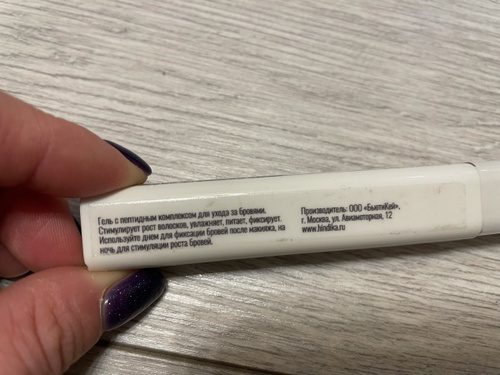 Гель с пептидным комплексом для ухода за бровями.
Стимулирует рост волосков, увлажняет, питает, фиксирует.
Используйте днем для фиксации бровей после макияжа, на
ночь для стимуляции роста бровей.
Производитель: ООО «БьютиКей»,
г. Москва, ул. Авиамоторная, 12
www.hindika.ru